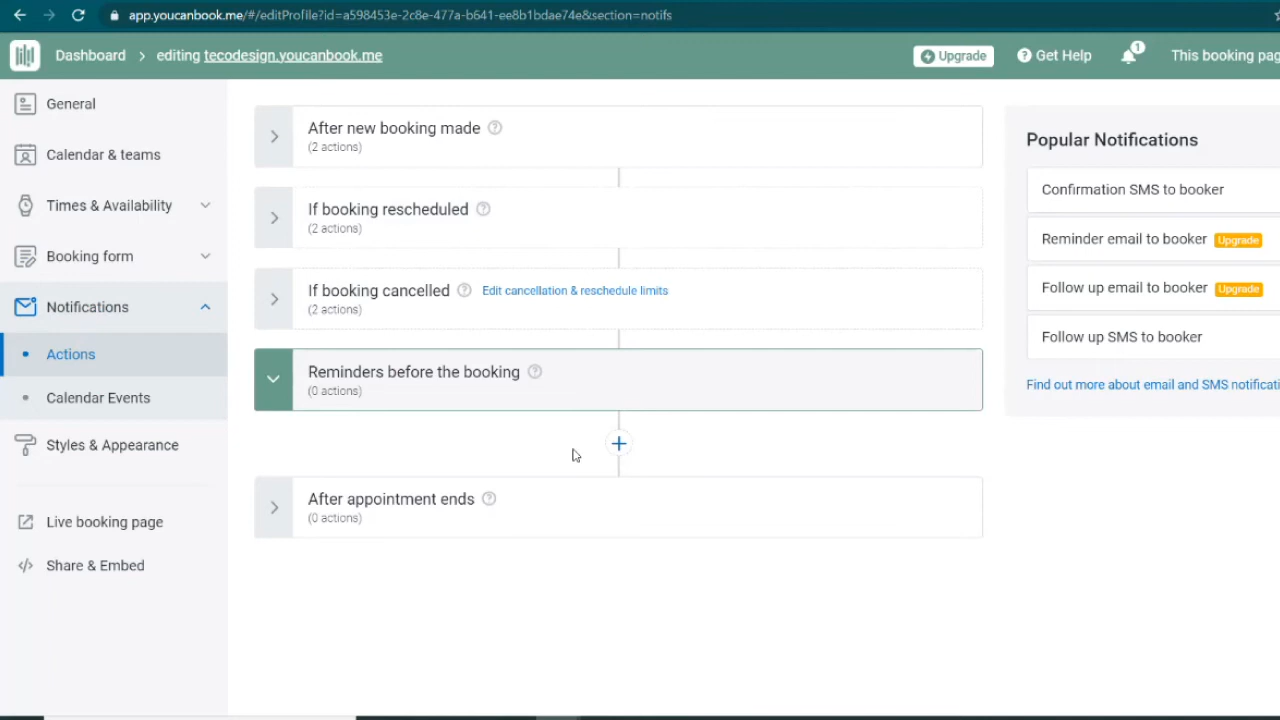 app.youcanbook.me/#/editProfile?id=a598453e-2c8e-477a-b641-ee8b1bdae74e&section=notifs
Dashboard > editing tecodesign.youcanbook.me
Upgrade
Get Help
1
This booking pag
General
Calendar & teams
Times & Availability
Booking form
Notifications
Actions
Calendar Events
Styles & Appearance
Live booking page
Share & Embed
After new booking made
(2 actions)
If booking rescheduled
(2 actions)
If booking cancelled Edit cancellation & reschedule limits
(2 actions)
Reminders before the booking
(0 actions)
After appointment ends
(0 actions)
Popular Notifications
Confirmation SMS to booker
Reminder email to booker Upgrade
Follow up email to booker Upgrade
Follow up SMS to booker
Find out more about email and SMS notificati